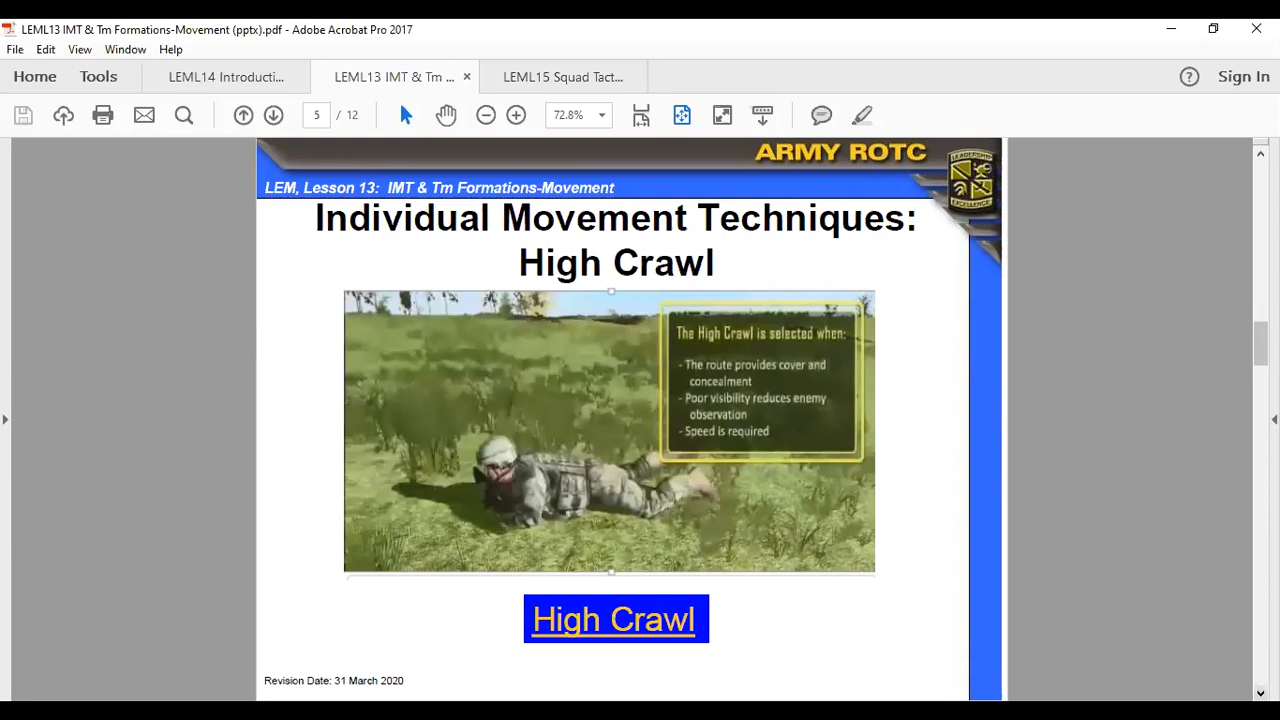 LEML13 IMT & Tm Formations-Movement (pptx).pdf - Adobe Acrobat Pro 2017
File Edit View Window Help
Home Tools LEML14 Introducti... LEML13 IMT & Tm ... LEML15 Squad Tact... Sign In
5 / 12 72.8%
ARMY ROTC
LEADERSHIP
EXCELLENCE
LEM, Lesson 13: IMT & Tm Formations-Movement
Individual Movement Techniques:
High Crawl
The High Crawl is selected when:
- The route provides cover and
concealment
- Poor visibility reduces enemy
observation
- Speed is required
High Crawl
Revision Date: 31 March 2020